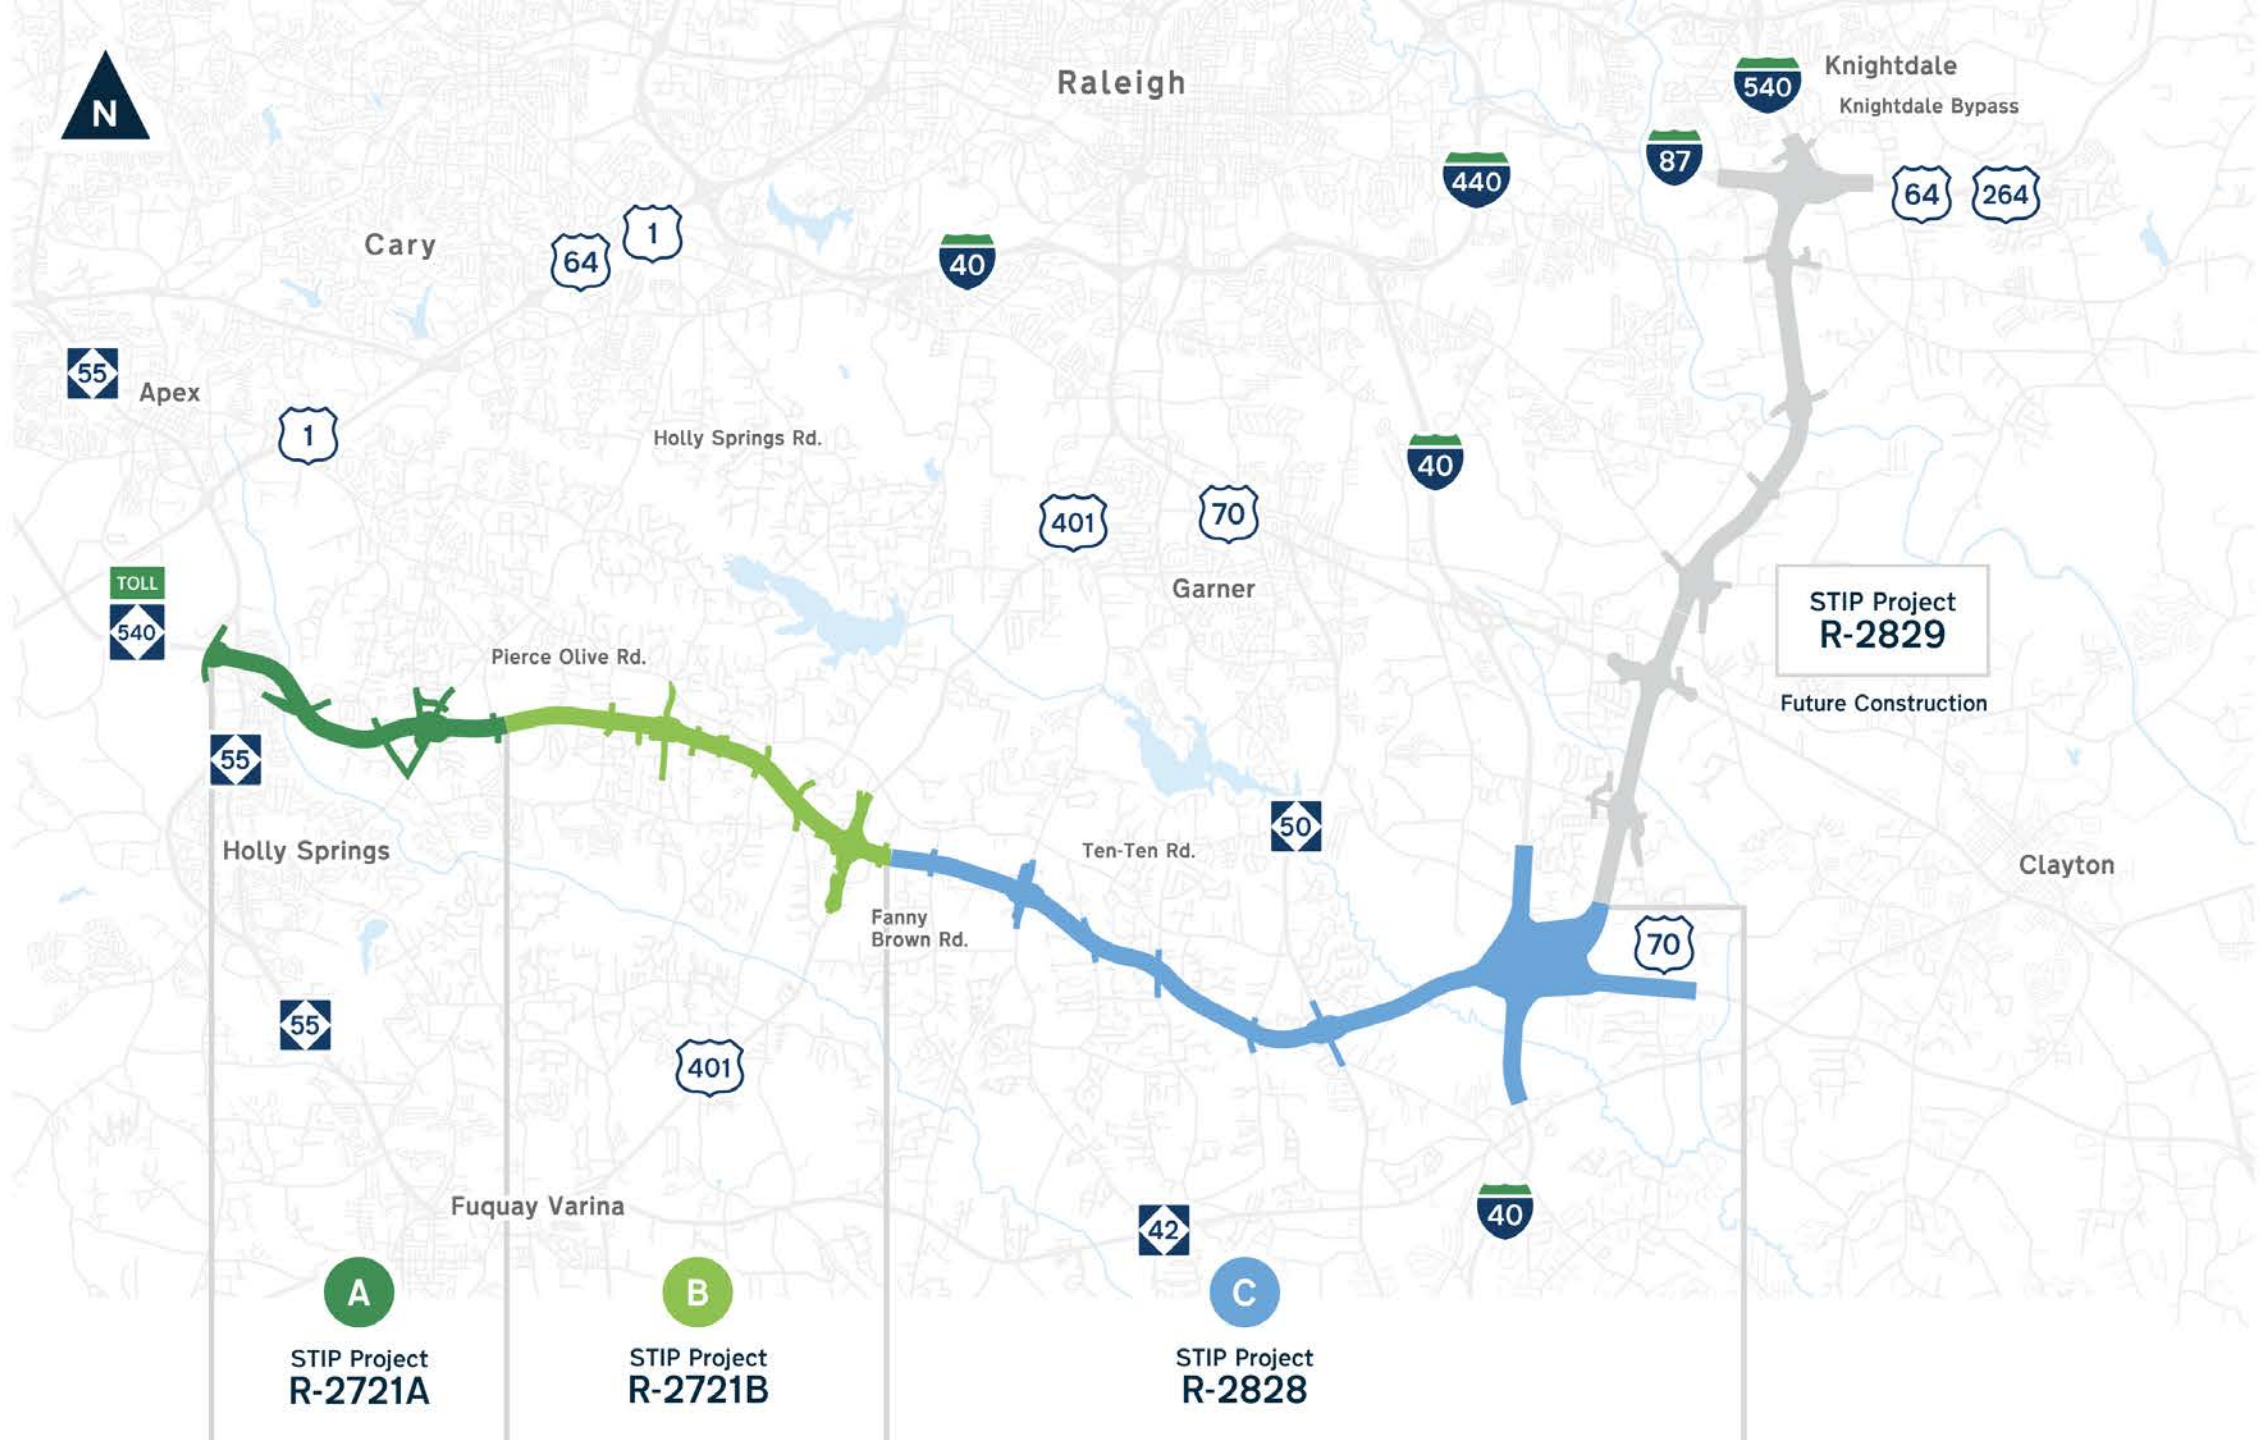 N
Raleigh
540
Knightdale
Knightdale Bypass
87
440
64
264
Cary
64
1
40
55
Apex
1
Holly Springs Rd.
40
401
70
Garner
TOLL
540
STIP Project
R-2829
Future Construction
Pierce Olive Rd.
55
Holly Springs
50
Ten-Ten Rd.
Clayton
Fanny
Brown Rd.
70
55
401
Fuquay Varina
42
40
A
STIP Project
R-2721A
B
STIP Project
R-2721B
C
STIP Project
R-2828